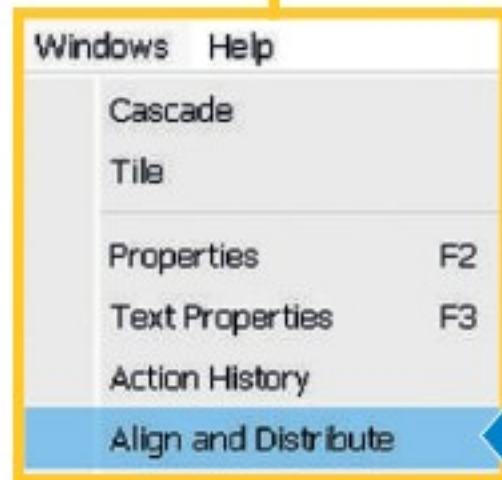 Windows Help
Cascade
Tile
Properties F2
Text Properties F3
Action History
Align and Distribute